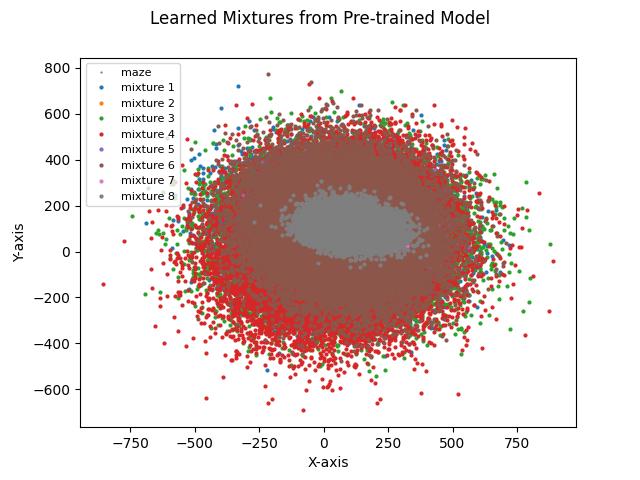 Learned Mixtures from Pre-trained Model
800
600
400
200
0
−200
−400
−600
Y-axis
maze
mixture 1
mixture 2
mixture 3
mixture 4
mixture 5
mixture 6
mixture 7
mixture 8
−750 −500 −250 0 250 500 750
X-axis